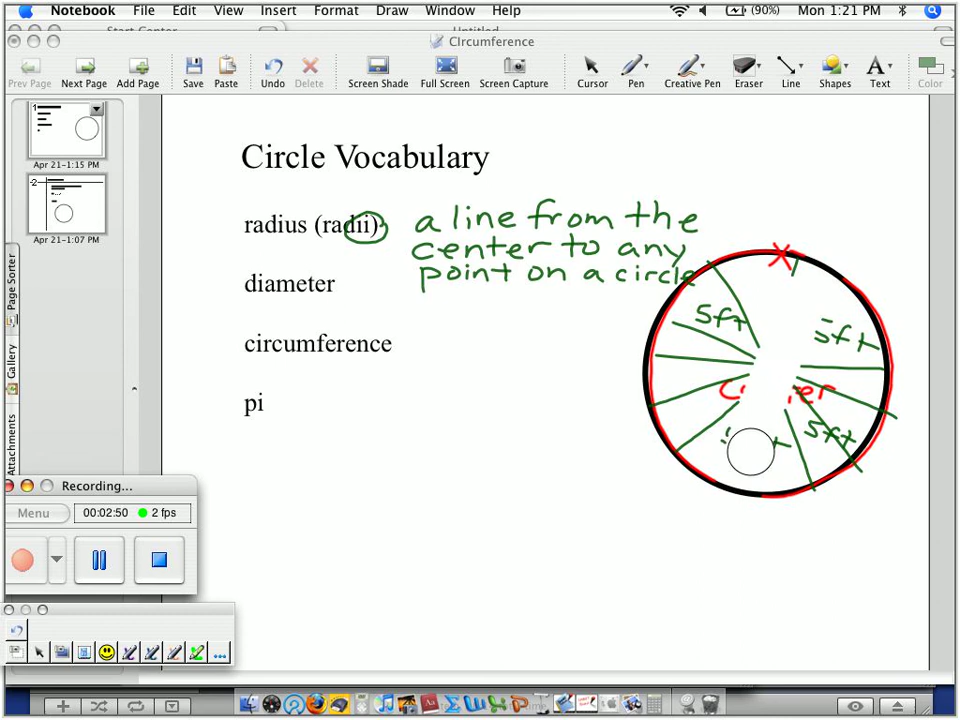 Notebook File Edit View Insert Format Draw Window Help (90%) Mon 1:21 PM
CIrcumference
Prev Page Next Page Add Page Save Paste Undo Delete Screen Shade Full Screen Screen Capture Cursor Pen Creative Pen Eraser Line Shapes Text Color
1
Apr 21-1:15 PM
2
Apr 21-1:07 PM
Page Sorter
Gallery
Attachments
Circle Vocabulary
radius (radii)
a line from the
center to any
point on a circle
diameter
circumference
pi
5ft
5ft
5ft
Recording...
Menu
00:02:50
2 fps